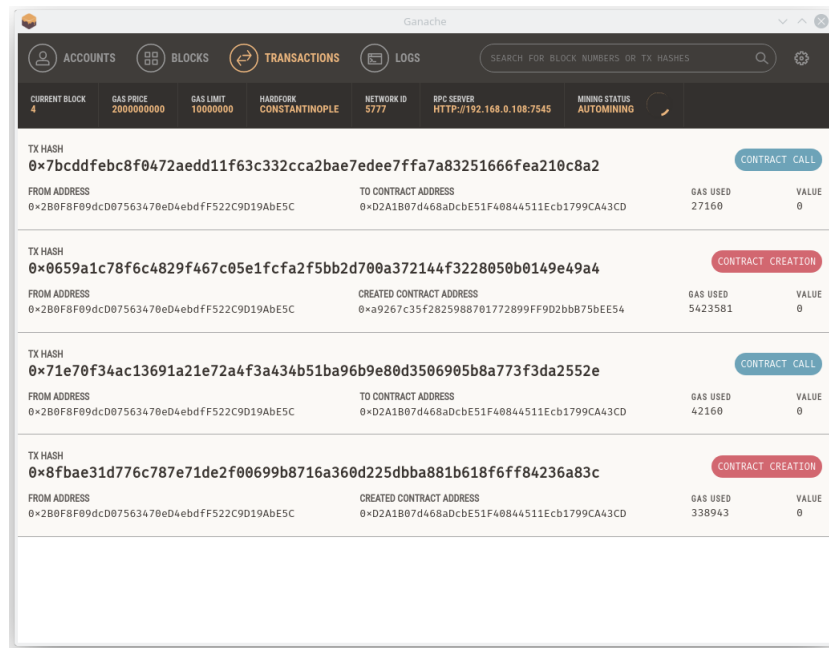 Ganache
ACCOUNTS BLOCKS TRANSACTIONS LOGS SEARCH FOR BLOCK NUMBERS OR TX HASHES
CURRENT BLOCK GAS PRICE GAS LIMIT HARDFORK NETWORK ID RPC SERVER MINING STATUS
4 2000000000 10000000 CONSTANTINOPLE 5777 HTTP://192.168.0.108:7545 AUTOMINING
TX HASH
0×7bcddfebc8f0472aedd11f63c332cca2bae7edee7ffa7a83251666fea210c8a2 CONTRACT CALL
FROM ADDRESS TO CONTRACT ADDRESS GAS USED VALUE
0×2B0F8F09dcD07563470eD4ebdfF522C9D19AbE5C 0×D2A1B07d468aDcbE51F40844511Ecb1799CA43CD 27160 0
TX HASH
0×0659a1c78f6c4829f467c05e1fcfa2f5bb2d700a372144f3228050b0149e49a4 CONTRACT CREATION
FROM ADDRESS CREATED CONTRACT ADDRESS GAS USED VALUE
0×2B0F8F09dcD07563470eD4ebdfF522C9D19AbE5C 0×a9267c35f2825988701772899FF9D2bbB75bEE54 5423581 0
TX HASH
0×71e70f34ac13691a21e72a4f3a434b51ba96b9e80d3506905b8a773f3da2552e CONTRACT CALL
FROM ADDRESS TO CONTRACT ADDRESS GAS USED VALUE
0×2B0F8F09dcD07563470eD4ebdfF522C9D19AbE5C 0×D2A1B07d468aDcbE51F40844511Ecb1799CA43CD 42160 0
TX HASH
0×8fbae31d776c787e71de2f00699b8716a360d225dbba881b618f6ff84236a83c CONTRACT CREATION
FROM ADDRESS CREATED CONTRACT ADDRESS GAS USED VALUE
0×2B0F8F09dcD07563470eD4ebdfF522C9D19AbE5C 0×D2A1B07d468aDcbE51F40844511Ecb1799CA43CD 338943 0